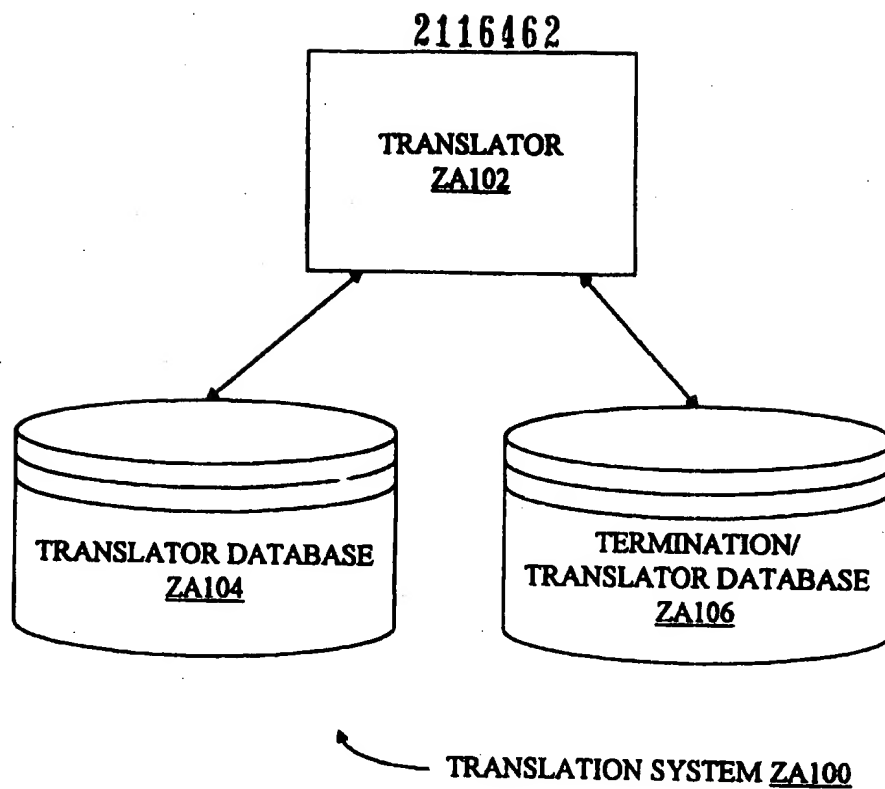 2116462
TRANSLATOR
ZA102
TRANSLATOR DATABASE
ZA104
TERMINATION/
TRANSLATOR DATABASE
ZA106
TRANSLATION SYSTEM ZA100